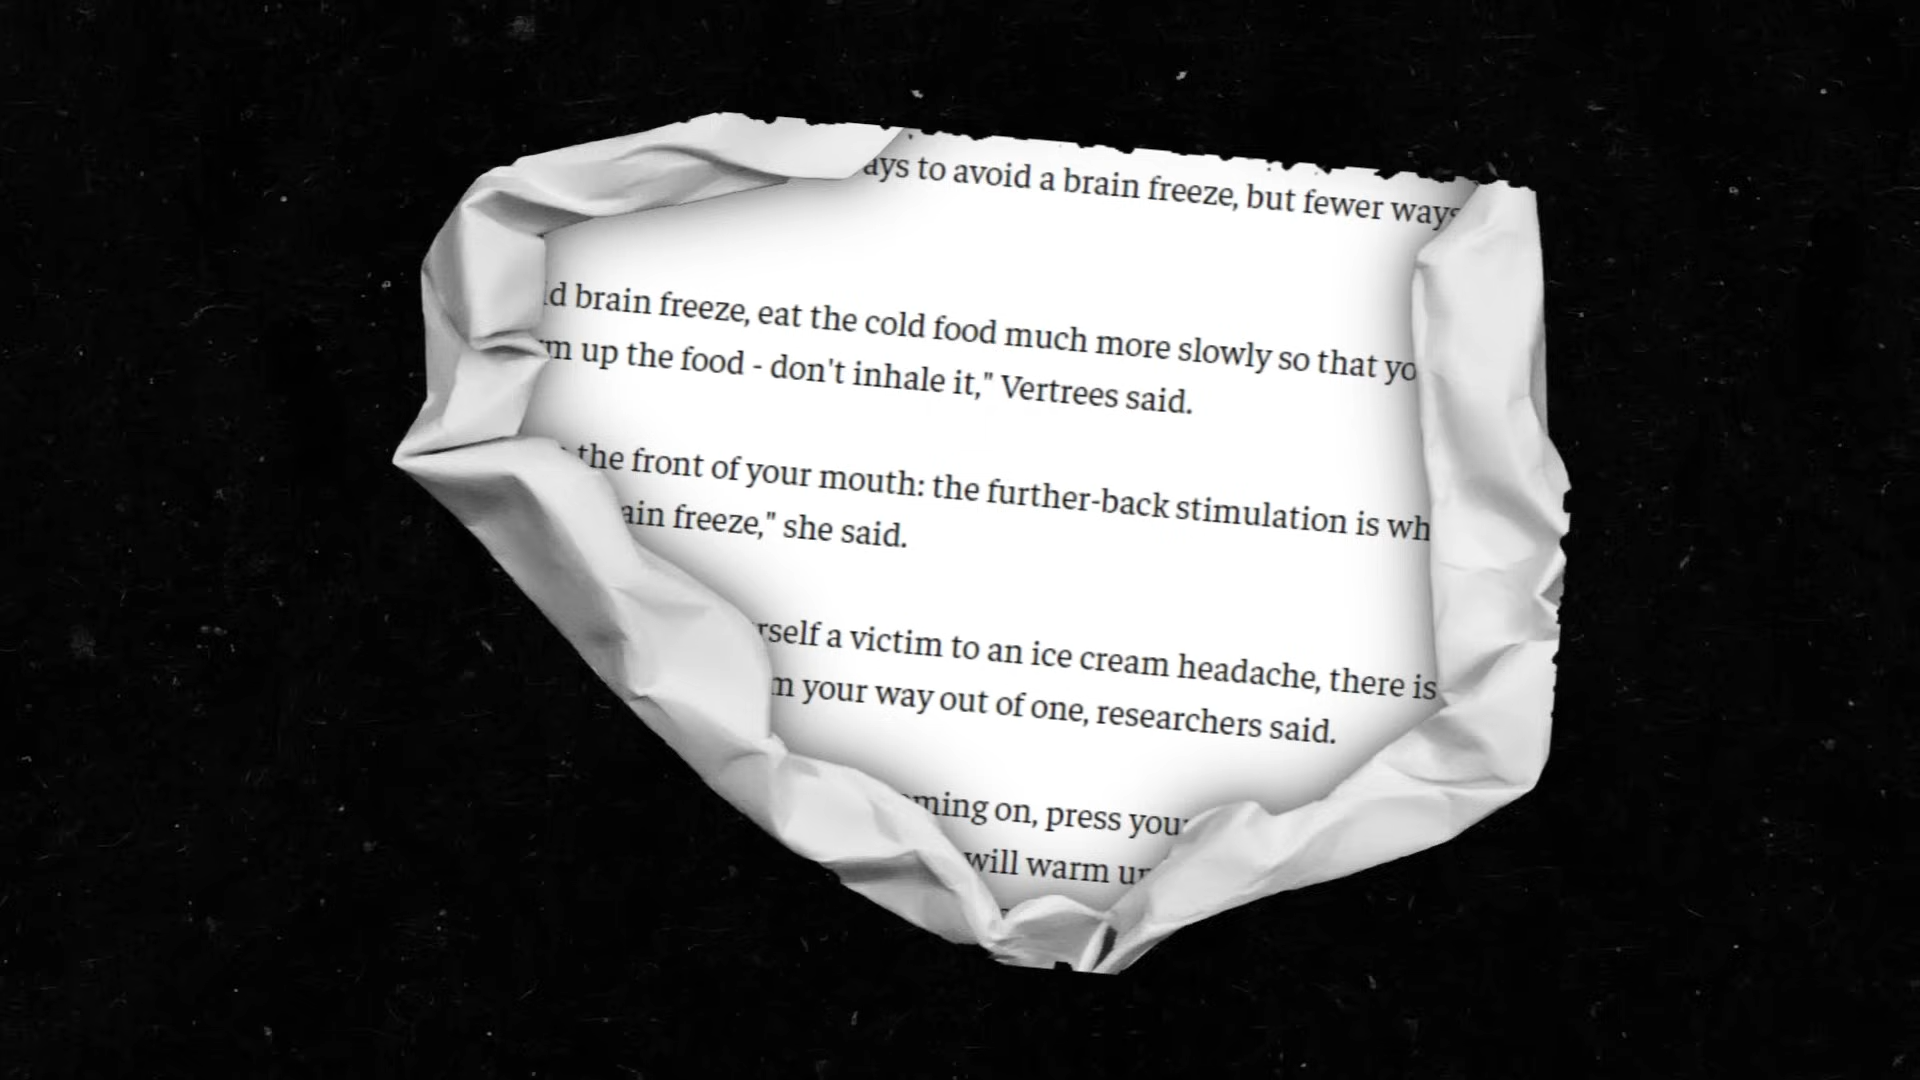 ays to avoid a brain freeze, but fewer ways
d brain freeze, eat the cold food much more slowly so that yo
m up the food - don't inhale it," Vertrees said.
the front of your mouth: the further-back stimulation is wh
ain freeze," she said.
rself a victim to an ice cream headache, there is
m your way out of one, researchers said.
ming on, press your
will warm up